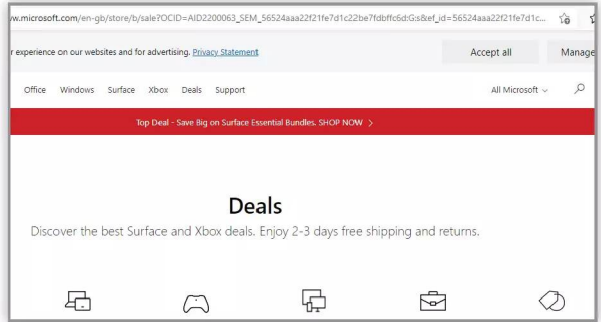 w.microsoft.com/en-gb/store/b/sale?OCID=AID2200063_SEM_56524aaa22f21fe7d1c22be7fdbffc6d:G:s&ef_id=56524aaa22f21fe7d1c...
r experience on our websites and for advertising. Privacy Statement
Accept all
Manage
Office Windows Surface Xbox Deals Support All Microsoft
Top Deal - Save Big on Surface Essential Bundles. SHOP NOW >
Deals
Discover the best Surface and Xbox deals. Enjoy 2-3 days free shipping and returns.